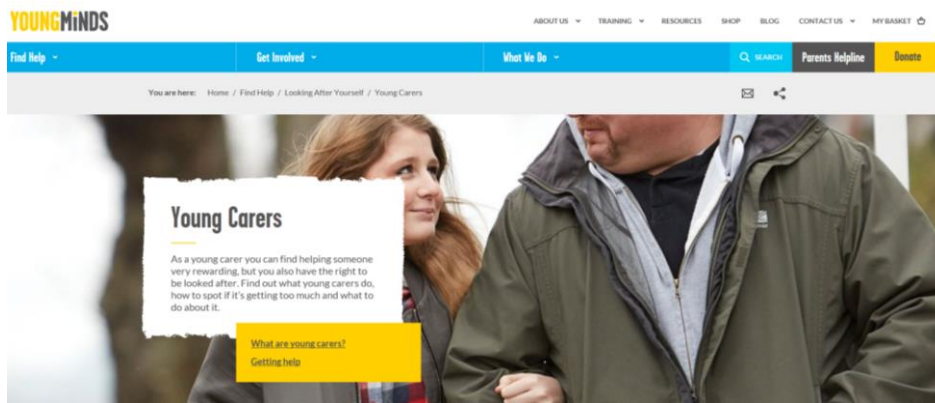 YOUNGMiNDS
ABOUT US TRAINING RESOURCES SHOP BLOG CONTACT US MY BASKET
Find Help Get Involved What We Do SEARCH Parents Helpline Donate
You are here: Home / Find Help / Looking After Yourself / Young Carers
Young Carers
As a young carer you can find helping someone
very rewarding, but you also have the right to
be looked after. Find out what young carers do,
how to spot if it's getting too much and what to
do about it.
What are young carers?
Getting help